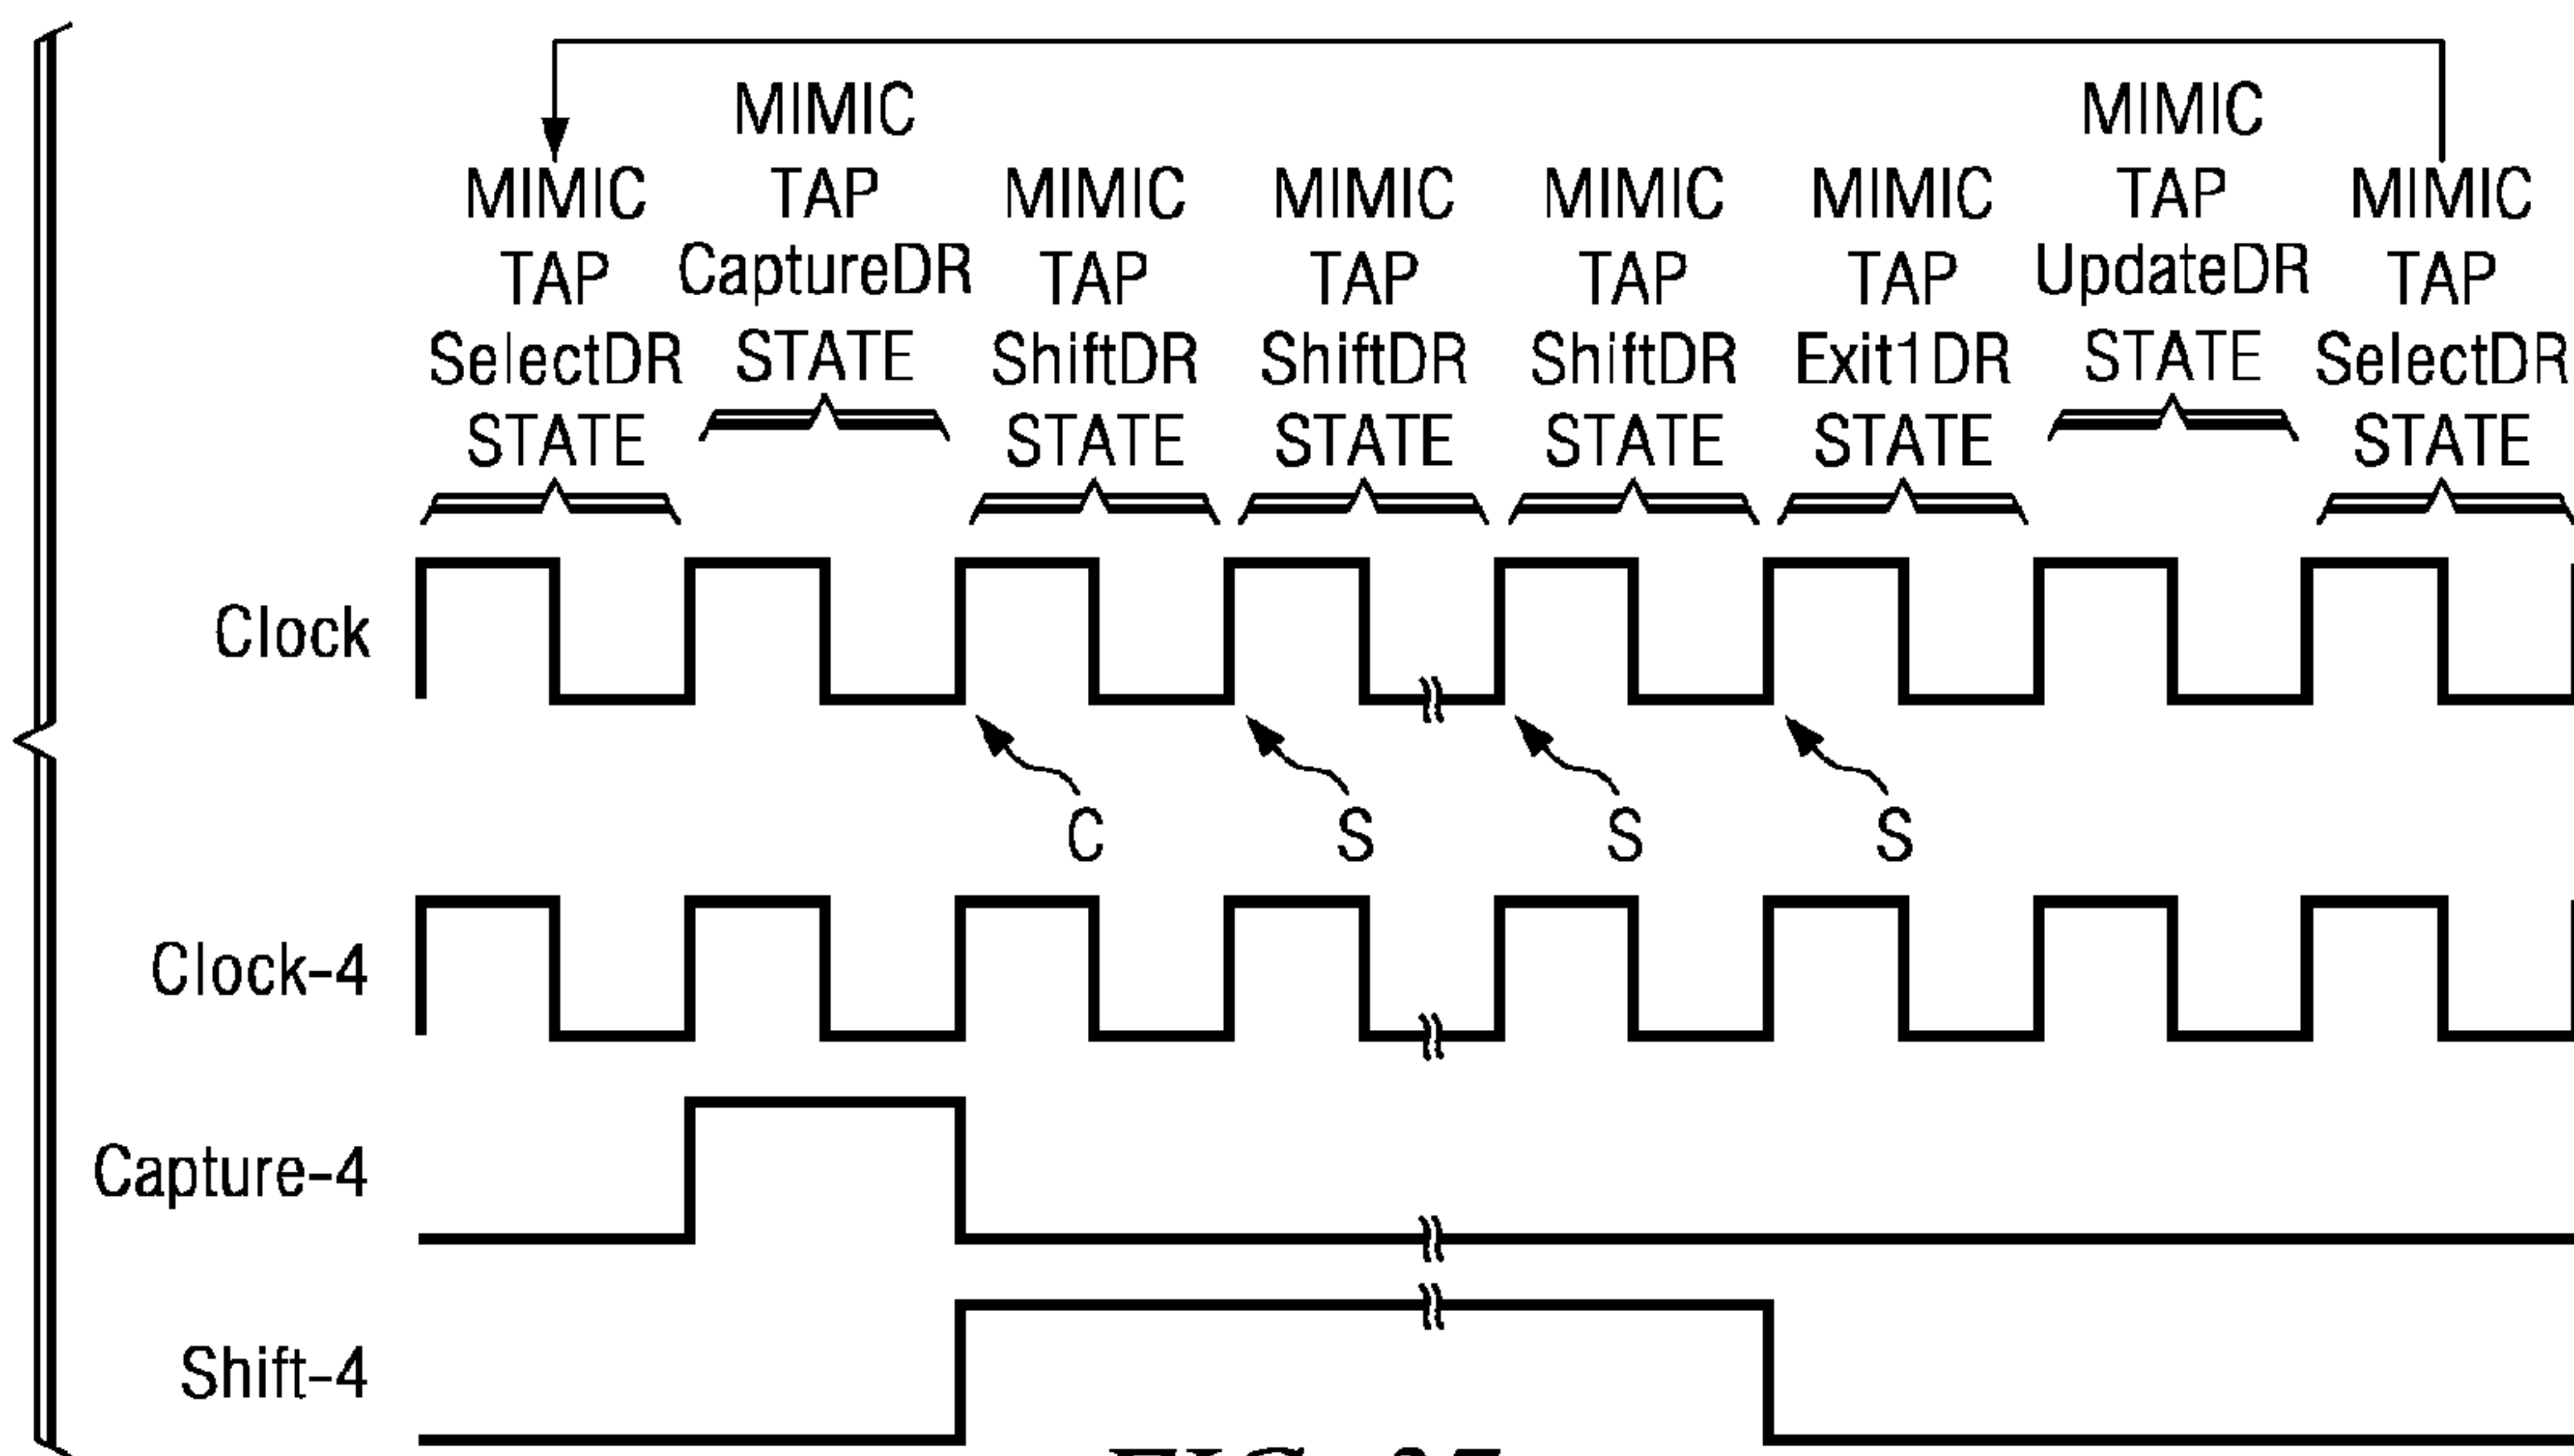 MIMIC
TAP
SelectDR
STATE
MIMIC
TAP
CaptureDR
STATE
MIMIC
TAP
ShiftDR
STATE
MIMIC
TAP
ShiftDR
STATE
MIMIC
TAP
ShiftDR
STATE
MIMIC
TAP
Exit1DR
STATE
MIMIC
TAP
UpdateDR
STATE
MIMIC
TAP
SelectDR
STATE
Clock
C
S
S
S
Clock-4
Capture-4
Shift-4